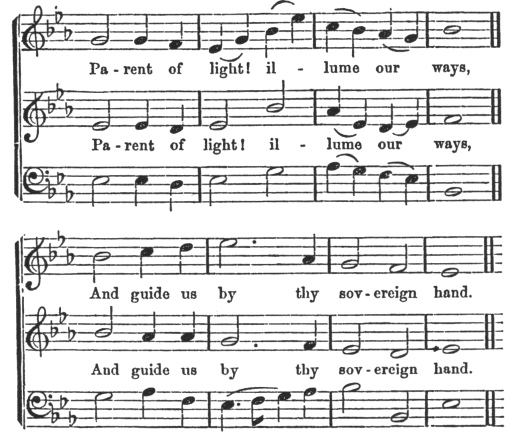 Pa - rent of light! il - lume our ways,
Pa - rent of light! il - lume our ways,
And guide us by thy sov - ereign hand.
And guide us by thy sov - ereign hand.